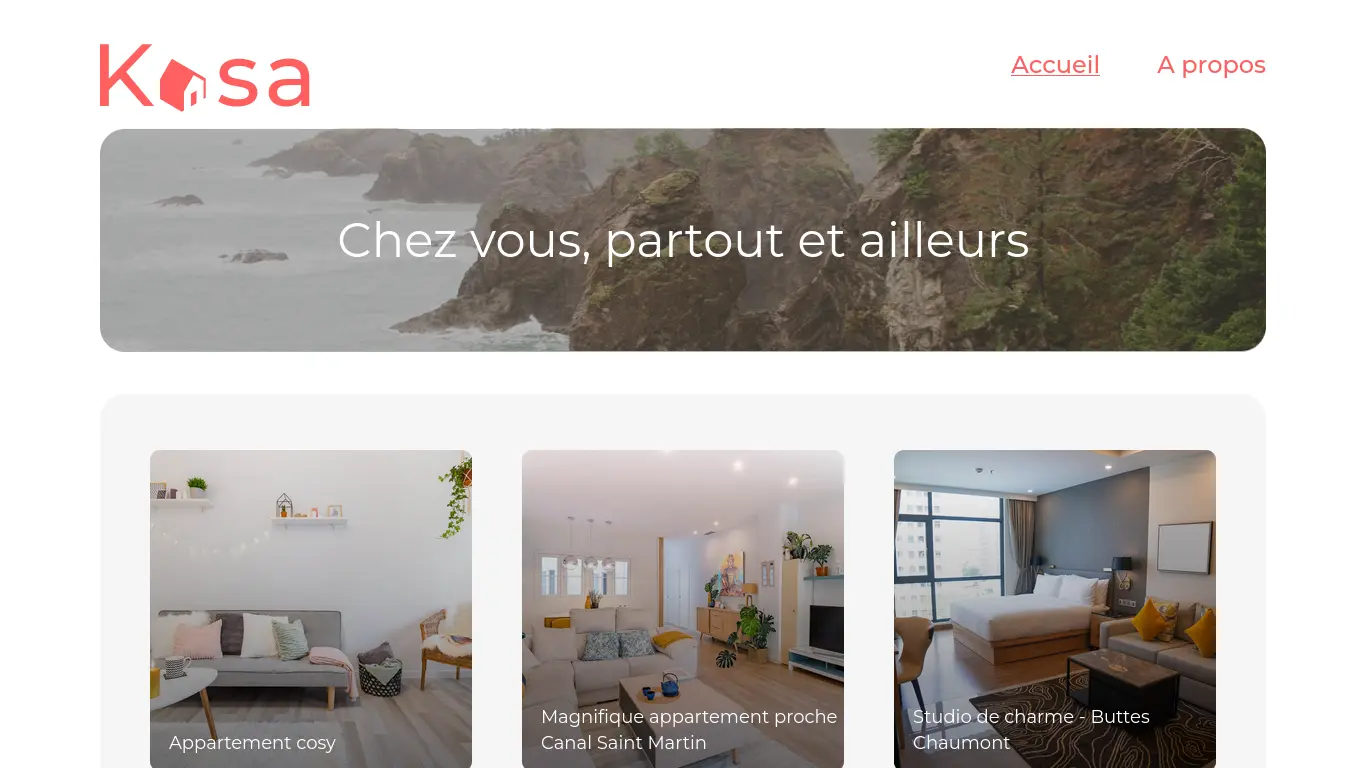 Kasa
Accueil
A propos
Chez vous, partout et ailleurs
Appartement cosy
Magnifique appartement proche
Canal Saint Martin
Studio de charme - Buttes
Chaumont